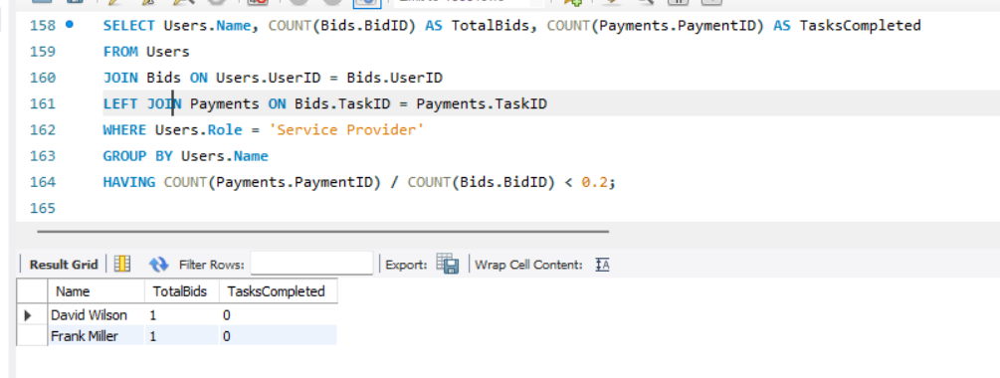 158 SELECT Users.Name, COUNT(Bids.BidID) AS TotalBids, COUNT(Payments.PaymentID) AS TasksCompleted
159 FROM Users
160 JOIN Bids ON Users.UserID = Bids.UserID
161 LEFT JOIN Payments ON Bids.TaskID = Payments.TaskID
162 WHERE Users.Role = 'Service Provider'
163 GROUP BY Users.Name
164 HAVING COUNT(Payments.PaymentID) / COUNT(Bids.BidID) < 0.2;
165
Result Grid Filter Rows: Export: Wrap Cell Content:
Name TotalBids TasksCompleted
David Wilson 1 0
Frank Miller 1 0